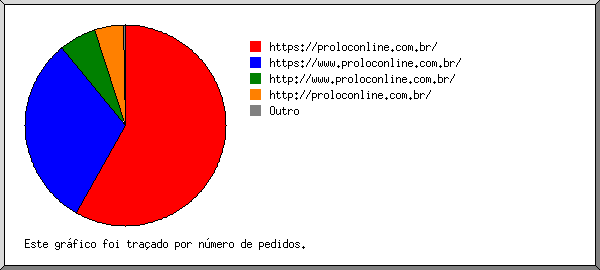 https://proloconline.com.br/
https://www.proloconline.com.br/
http://www.proloconline.com.br/
http://proloconline.com.br/
Outro
Este gráfico foi traçado por número de pedidos.